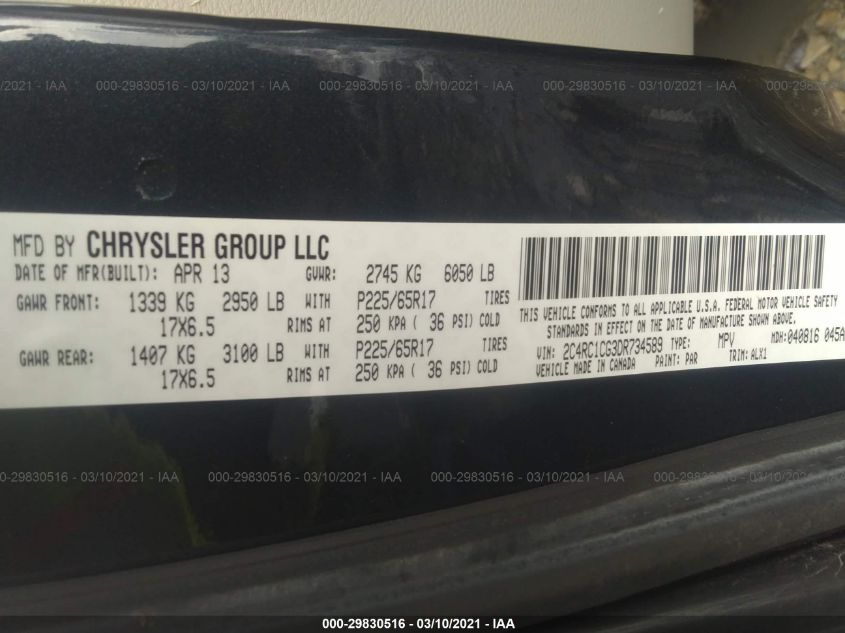 000-29830516 - 03/10/2021 - IAA
MFD BY CHRYSLER GROUP LLC
DATE OF MFR(BUILT): APR 13 GVWR: 2745 KG 6050 LB
GAWR FRONT: 1339 KG 2950 LB WITH P225/65R17 TIRES
17X6.5 RIMS AT 250 KPA ( 36 PSI) COLD
GAWR REAR: 1407 KG 3100 LB WITH P225/65R17 TIRES
17X6.5 RIMS AT 250 KPA ( 36 PSI) COLD
THIS VEHICLE CONFORMS TO ALL APPLICABLE U.S.A. FEDERAL MOTOR VEHICLE SAFETY
STANDARDS IN EFFECT ON THE DATE OF MANUFACTURE SHOWN ABOVE.
VIN: 2C4RC1CG3DR734589 TYPE: MPV MDH: 040816 045A
VEHICLE MADE IN CANADA PAINT: PAR TRIM: ALX1
000-29830516 - 03/10/2021 - IAA
000-29830516 - 03/10/2021 - IAA